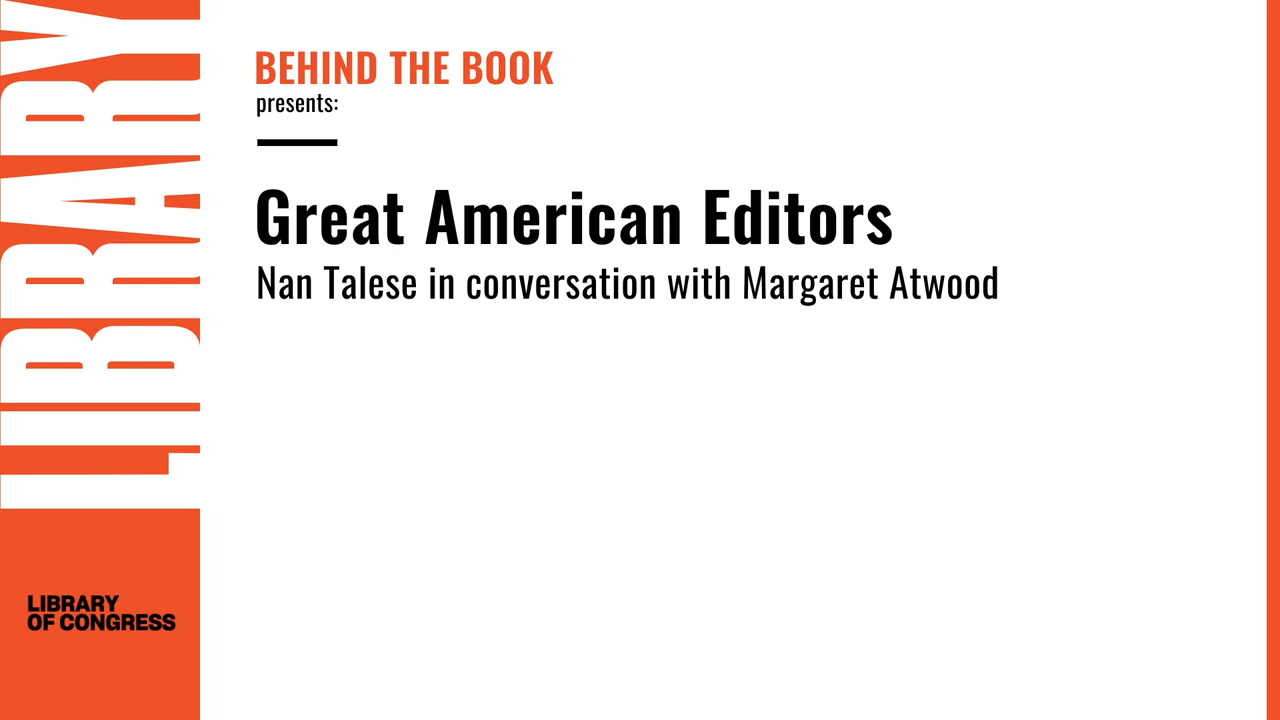 LIBRARY
BEHIND THE BOOK
presents:
Great American Editors
Nan Talese in conversation with Margaret Atwood
LIBRARY
OF CONGRESS